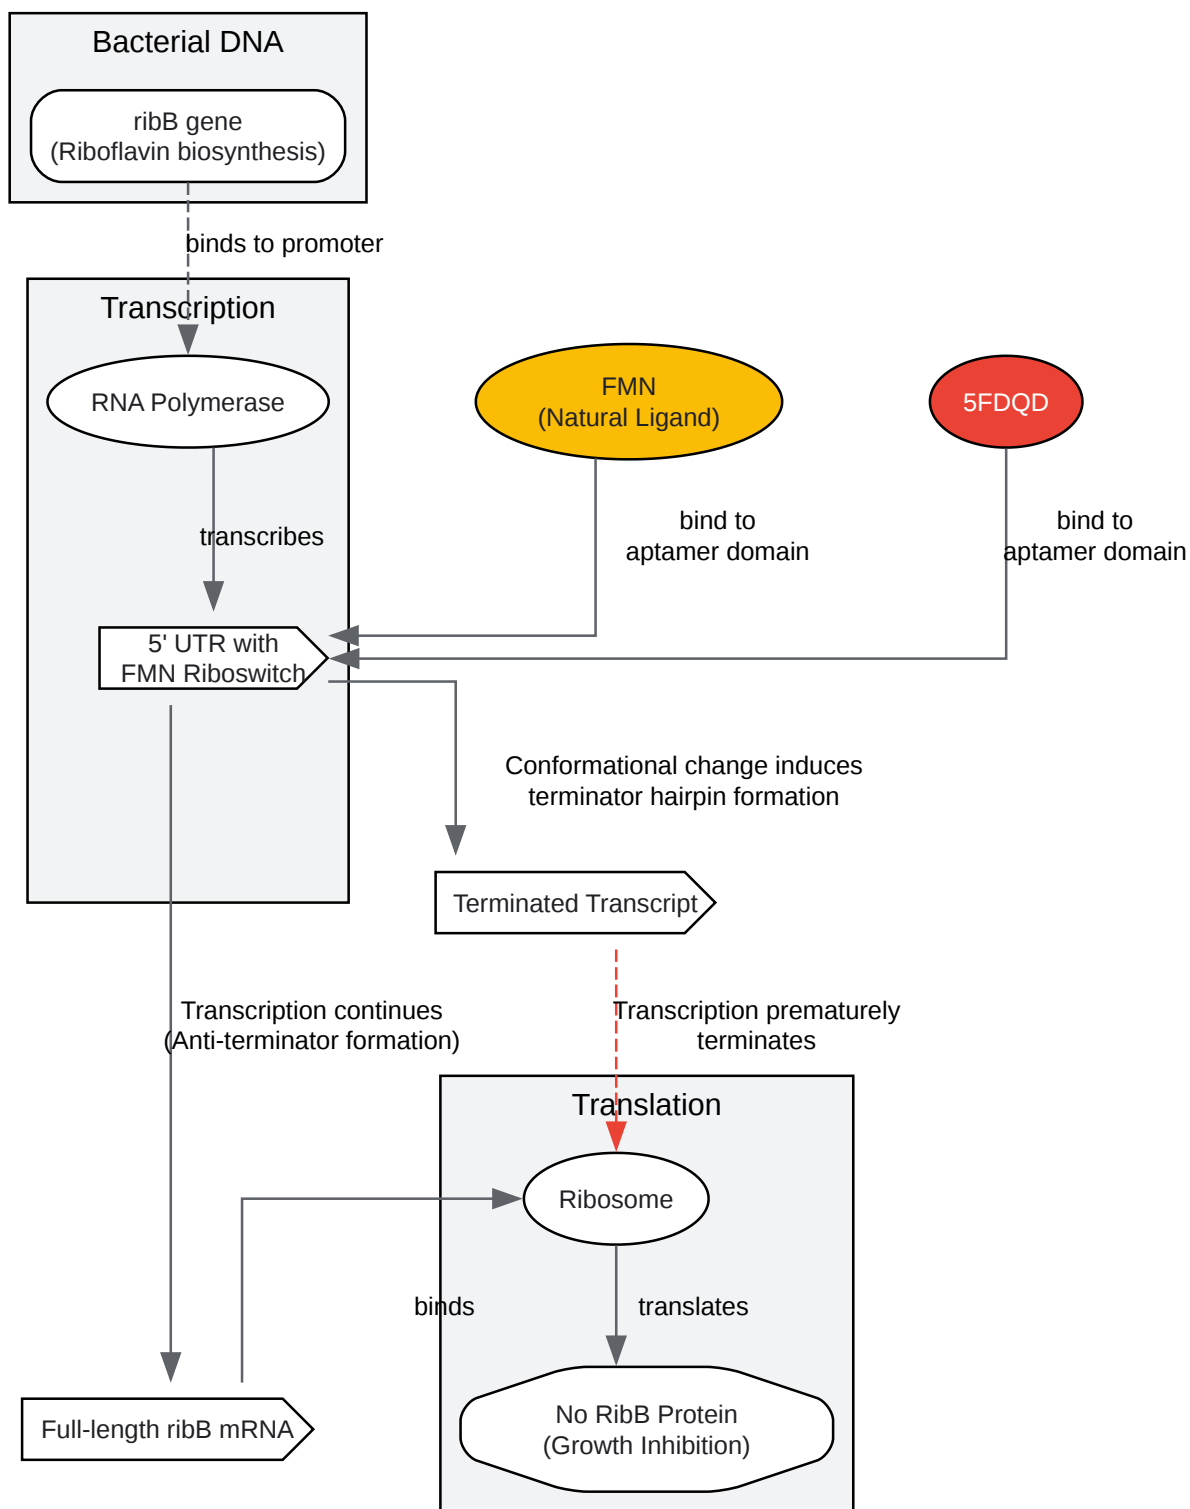 Bacterial DNA
ribB gene
(Riboflavin biosynthesis)
binds to promoter
Transcription
RNA Polymerase
FMN
(Natural Ligand)
5FDQD
transcribes
bind to
aptamer domain
bind to
aptamer domain
5' UTR with
FMN Riboswitch
Conformational change induces
terminator hairpin formation
Terminated Transcript
Transcription continues
(Anti-terminator formation)
Transcription prematurely
terminates
Translation
Ribosome
binds
translates
Full-length ribB mRNA
No RibB Protein
(Growth Inhibition)